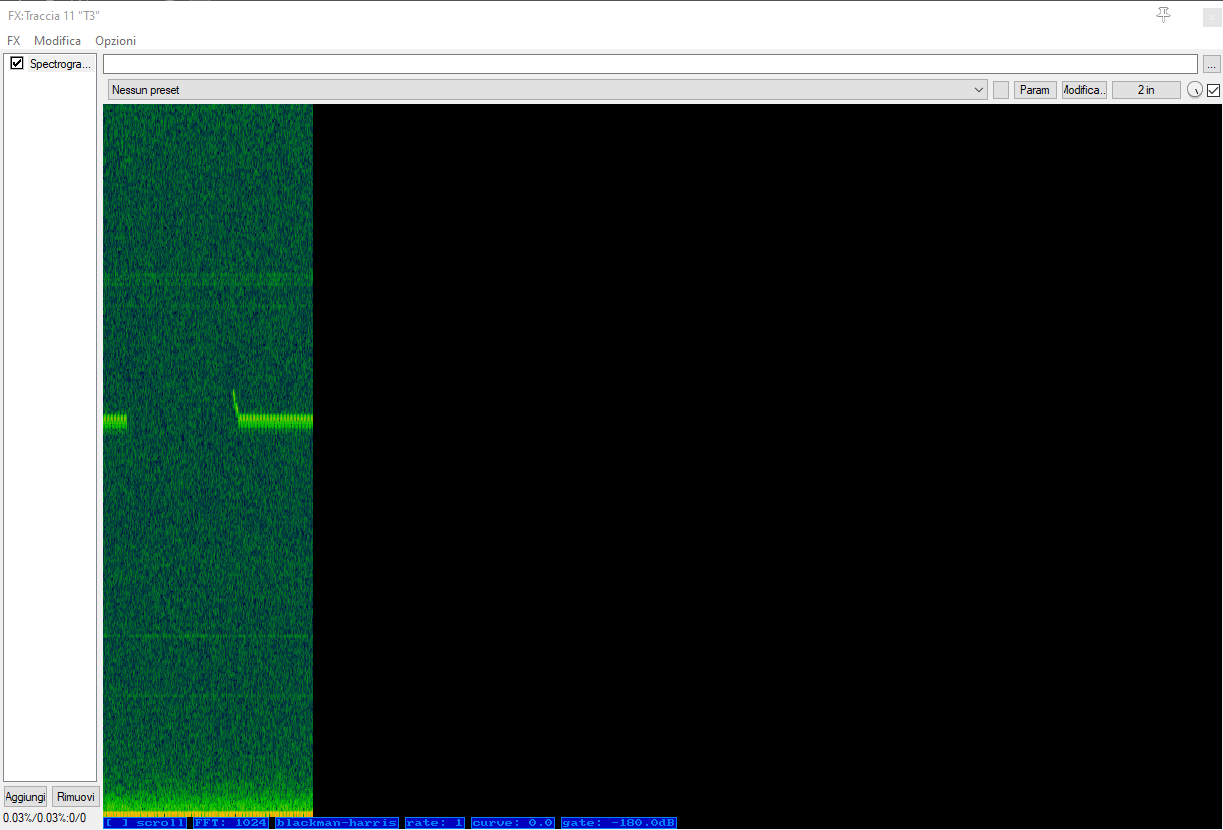 FX:Traccia 11 "T3"
FX Modifica Opzioni
Spectrogra...
...
Nessun preset
Param
Modifica...
2 in
Aggiungi
Rimuovi
0.03%/0.03%:0/0
[ ] scroll FFT: 1024 blackman-harris rate: 1 curve: 0.0 gate: -180.0dB